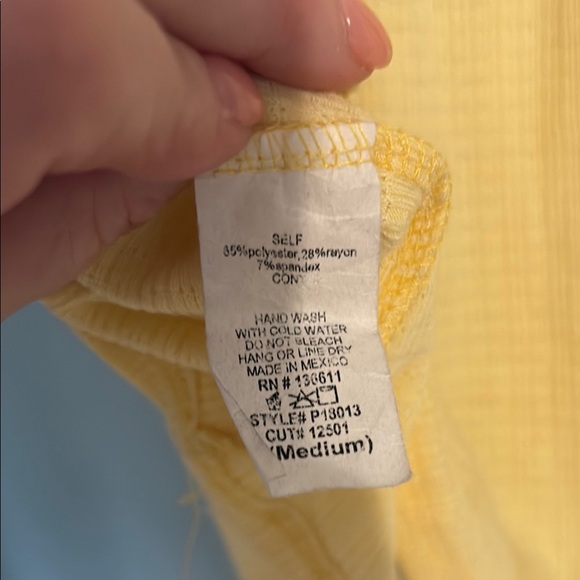 SELF
65%polyester,28%rayon
7%spandex
HAND WASH
WITH COLD WATER
DO NOT BLEACH
HANG OR LINE DRY
MADE IN MEXICO
RN # 136611
STYLE# P18013
CUT# 12501
(Medium)